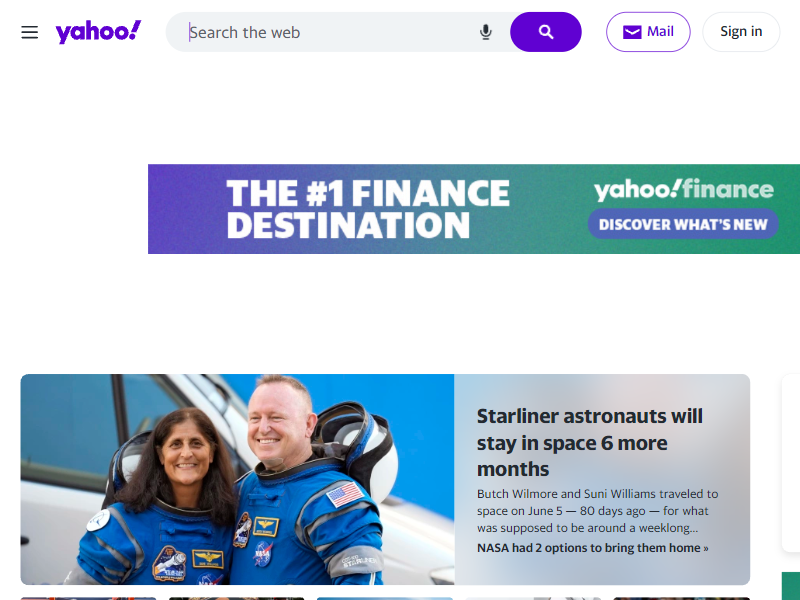 yahoo!
Search the web
Mail
Sign in
THE #1 FINANCE
DESTINATION
yahoo!finance
DISCOVER WHAT'S NEW
Starliner astronauts will
stay in space 6 more
months
Butch Wilmore and Suni Williams traveled to
space on June 5 — 80 days ago — for what
was supposed to be around a weeklong...
NASA had 2 options to bring them home »
NASA